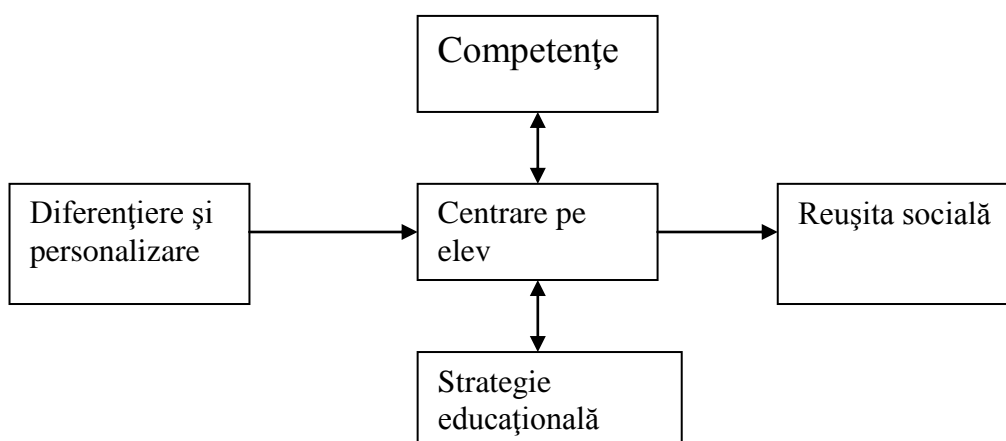 Competenţe
Diferenţiere şi
personalizare
Centrare pe
elev
Reuşita socială
Strategie
educaţională